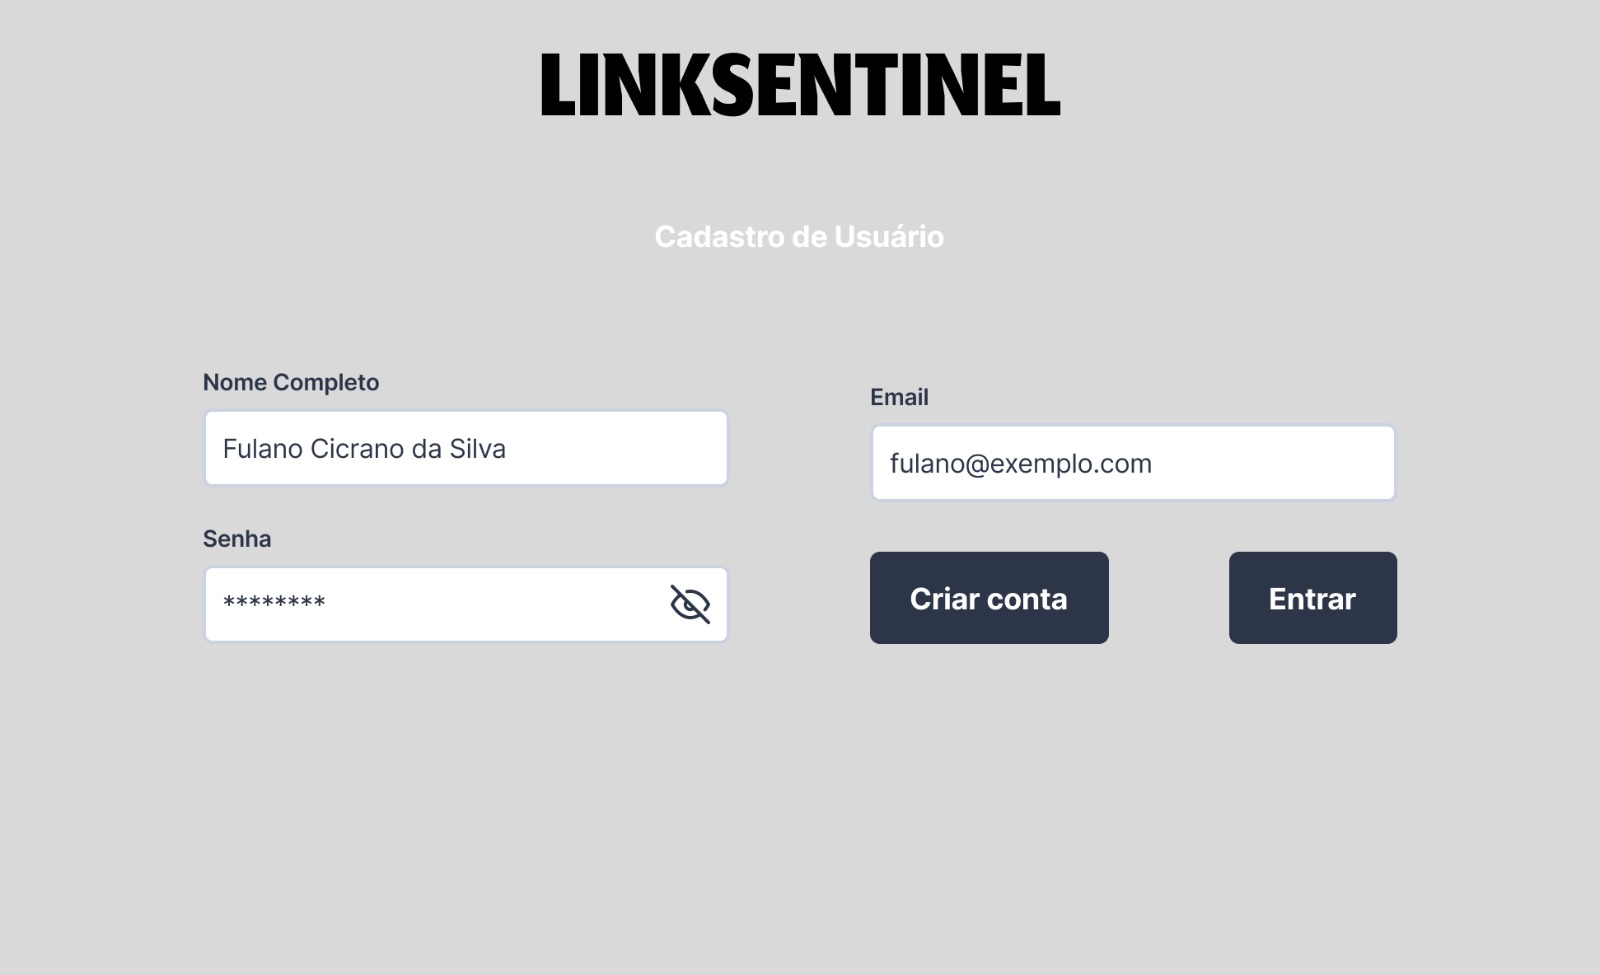 LINKSENTINEL
Cadastro de Usuário
Nome Completo
Fulano Cicrano da Silva
Email
fulano@exemplo.com
Senha
********
Criar conta
Entrar